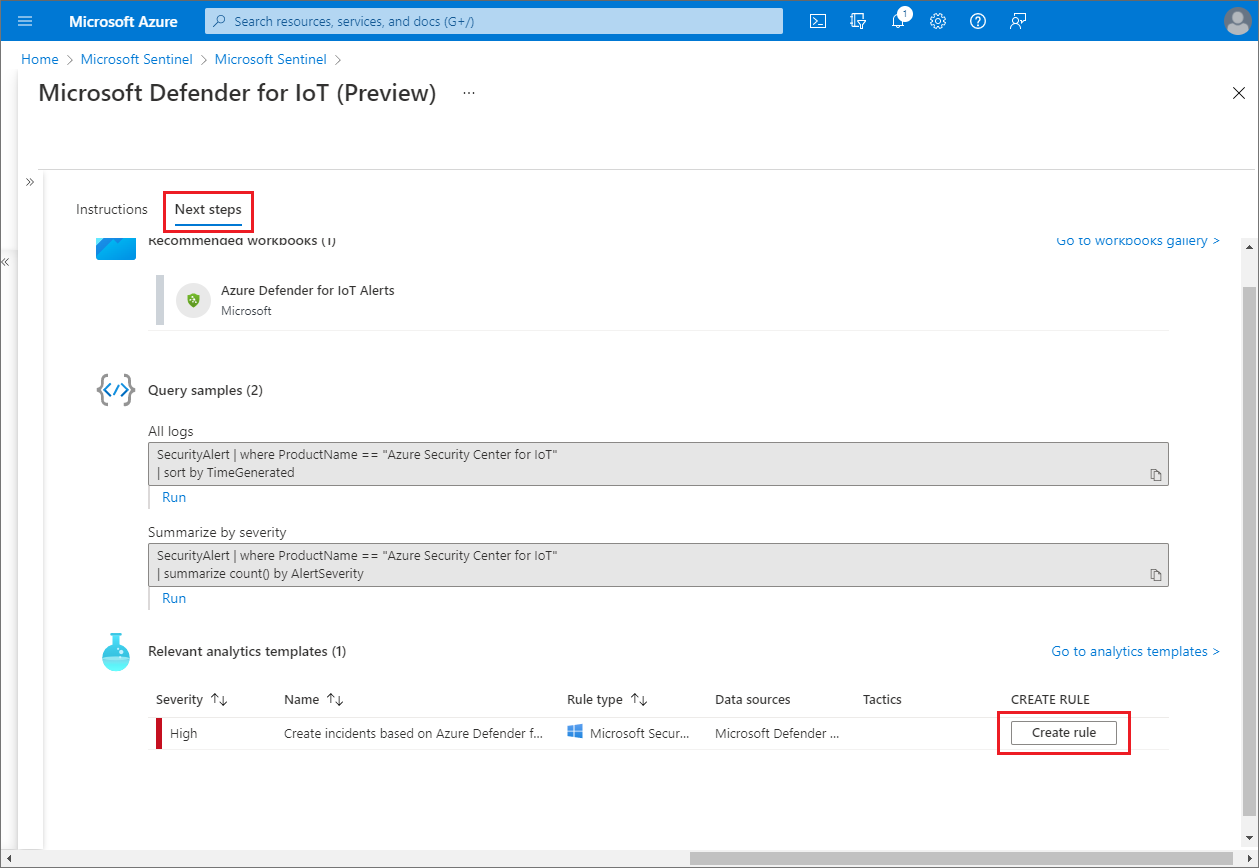 Microsoft Azure
Search resources, services, and docs (G+/)
1
Home > Microsoft Sentinel > Microsoft Sentinel >
Microsoft Defender for IoT (Preview) ...
Instructions
Next steps
Recommended workbooks (1)
Go to workbooks gallery >
Azure Defender for IoT Alerts
Microsoft
Query samples (2)
All logs
SecurityAlert | where ProductName == "Azure Security Center for IoT"
| sort by TimeGenerated
Run
Summarize by severity
SecurityAlert | where ProductName == "Azure Security Center for IoT"
| summarize count() by AlertSeverity
Run
Relevant analytics templates (1)
Go to analytics templates >
Severity ↑↓ Name ↑↓ Rule type ↑↓ Data sources Tactics CREATE RULE
High Create incidents based on Azure Defender f... Microsoft Secur... Microsoft Defender ... Create rule